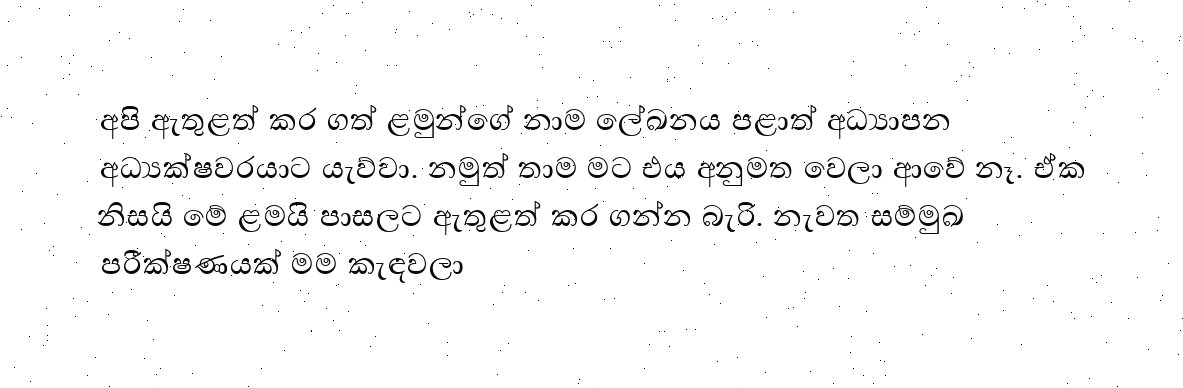 අපි ඇතුළත් කර ගත් ළමුන්ගේ නාම ලේඛනය පළාත් අධ්‍යාපන
අධ්‍යක්ෂවරයාට යැව්වා. නමුත් තාම මට එය අනුමත වෙලා ආවේ නෑ. ඒක
නිසයි මේ ළමයි පාසලට ඇතුළත් කර ගන්න බැරි. නැවත සම්මුඛ
පරීක්ෂණයක් මම කැඳවලා